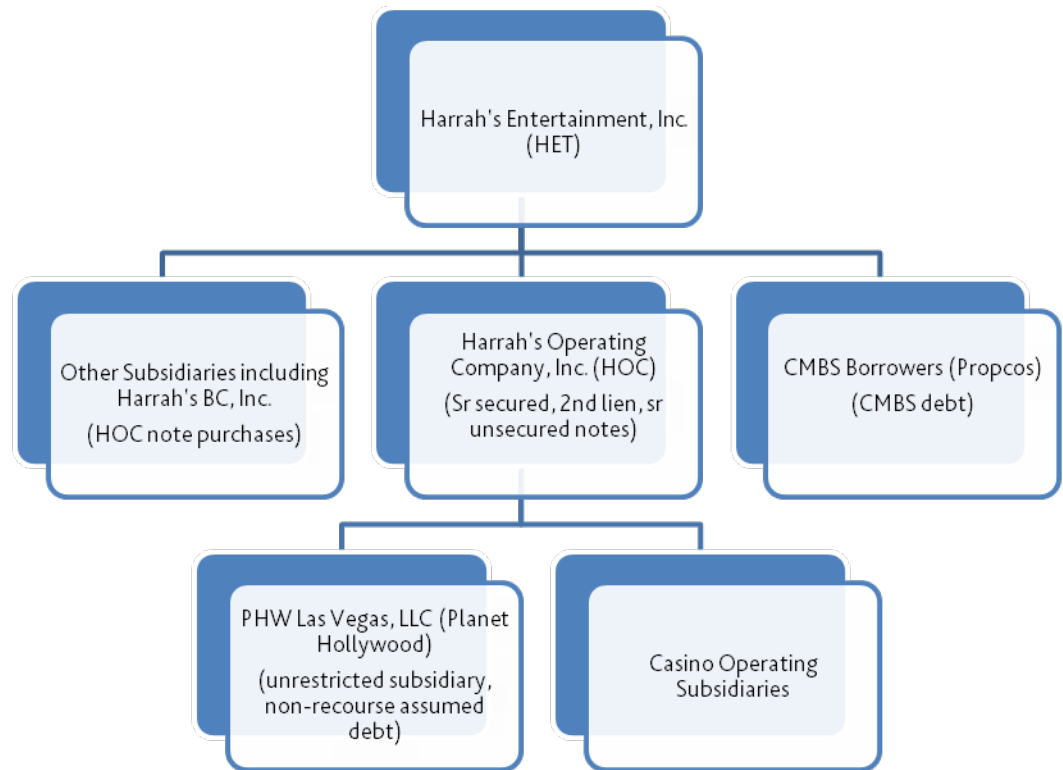 Harrah's Entertainment, Inc.
(HET)
Other Subsidiaries including
Harrah's BC, Inc.
(HOC note purchases)
Harrah's Operating
Company, Inc. (HOC)
(Sr secured, 2nd lien, sr
unsecured notes)
CMBS Borrowers (Propcos)
(CMBS debt)
PHW Las Vegas, LLC (Planet
Hollywood)
(unrestricted subsidiary,
non-recourse assumed
debt)
Casino Operating
Subsidiaries